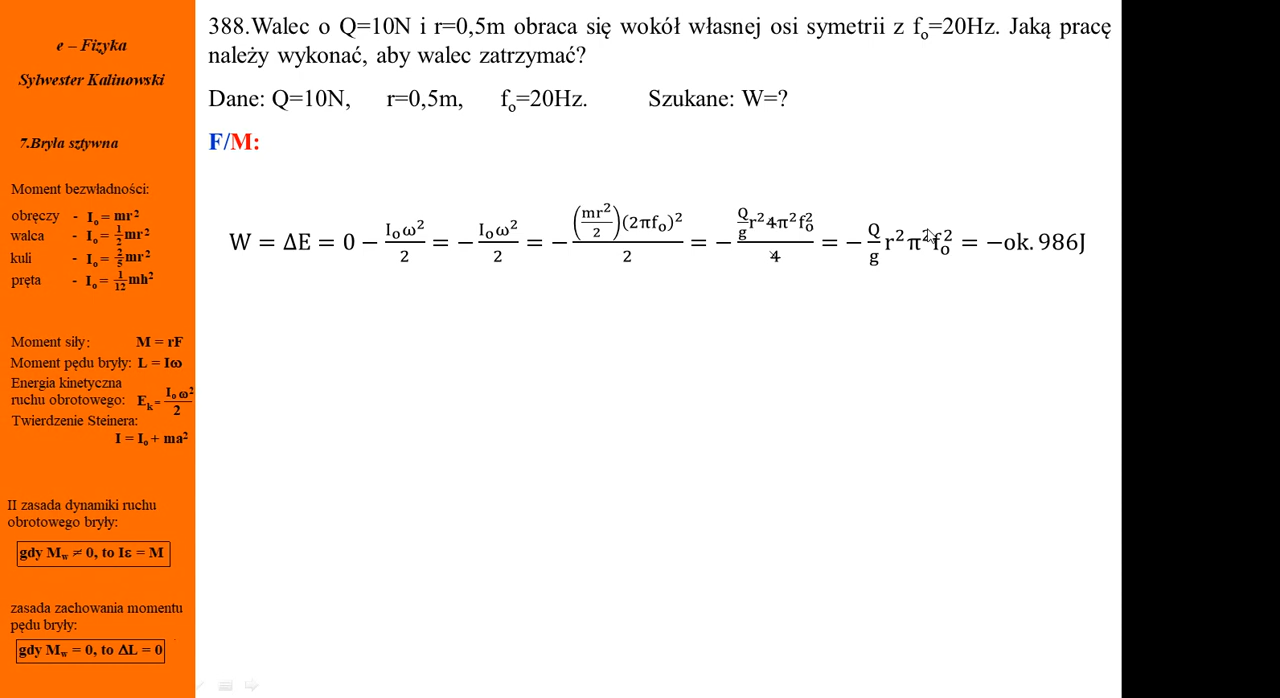 e – Fizyka
Sylwester Kalinowski
7.Bryła sztywna
Moment bezwładności:
obręczy - I₀ = mr²
walca - I₀ = 1/2 mr²
kuli - I₀ = 2/5 mr²
pręta - I₀ = 1/12 mh²
Moment siły: M = rF
Moment pędu bryły: L = Iω
Energia kinetyczna
ruchu obrotowego: Eₖ = I₀ω²/2
Twierdzenie Steinera:
I = I₀ + ma²
II zasada dynamiki ruchu
obrotowego bryły:
gdy M_w ≠ 0, to Iε = M
zasada zachowania momentu
pędu bryły:
gdy M_w = 0, to ΔL = 0
388.Walec o Q=10N i r=0,5m obraca się wokół własnej osi symetrii z f₀=20Hz. Jaką pracę
należy wykonać, aby walec zatrzymać?
Dane: Q=10N, r=0,5m, f₀=20Hz. Szukane: W=?
F/M:
W = ΔE = 0 − I₀ω²/2 = − I₀ω²/2 = − (mr²/2)(2πf₀)²/2 = − (Q/g)r²4π²f₀²/4 = − (Q/g)r²π²f₀² = −ok. 986J